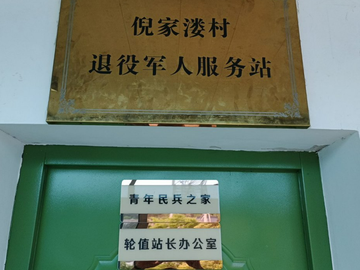 倪家溇村
退役军人服务站
青年民兵之家
轮值站长办公室